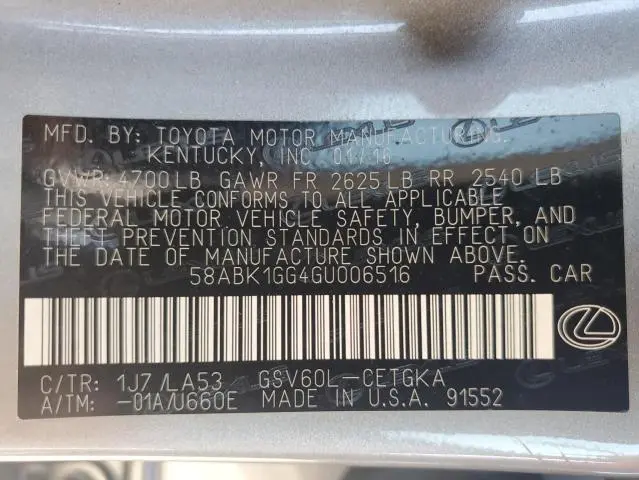 MFD. BY: TOYOTA MOTOR MANUFACTURING,
KENTUCKY, INC. 01/16
GVWR: 4700 LB GAWR FR 2625 LB RR 2540 LB
THIS VEHICLE CONFORMS TO ALL APPLICABLE
FEDERAL MOTOR VEHICLE SAFETY, BUMPER, AND
THEFT PREVENTION STANDARDS IN EFFECT ON
THE DATE OF MANUFACTURE SHOWN ABOVE.
58ABK1GG4GU006516 PASS. CAR
C/TR: 1J7/LA53 GSV60L-CETGKA
A/TM: -01A/U660E MADE IN U.S.A. 91552